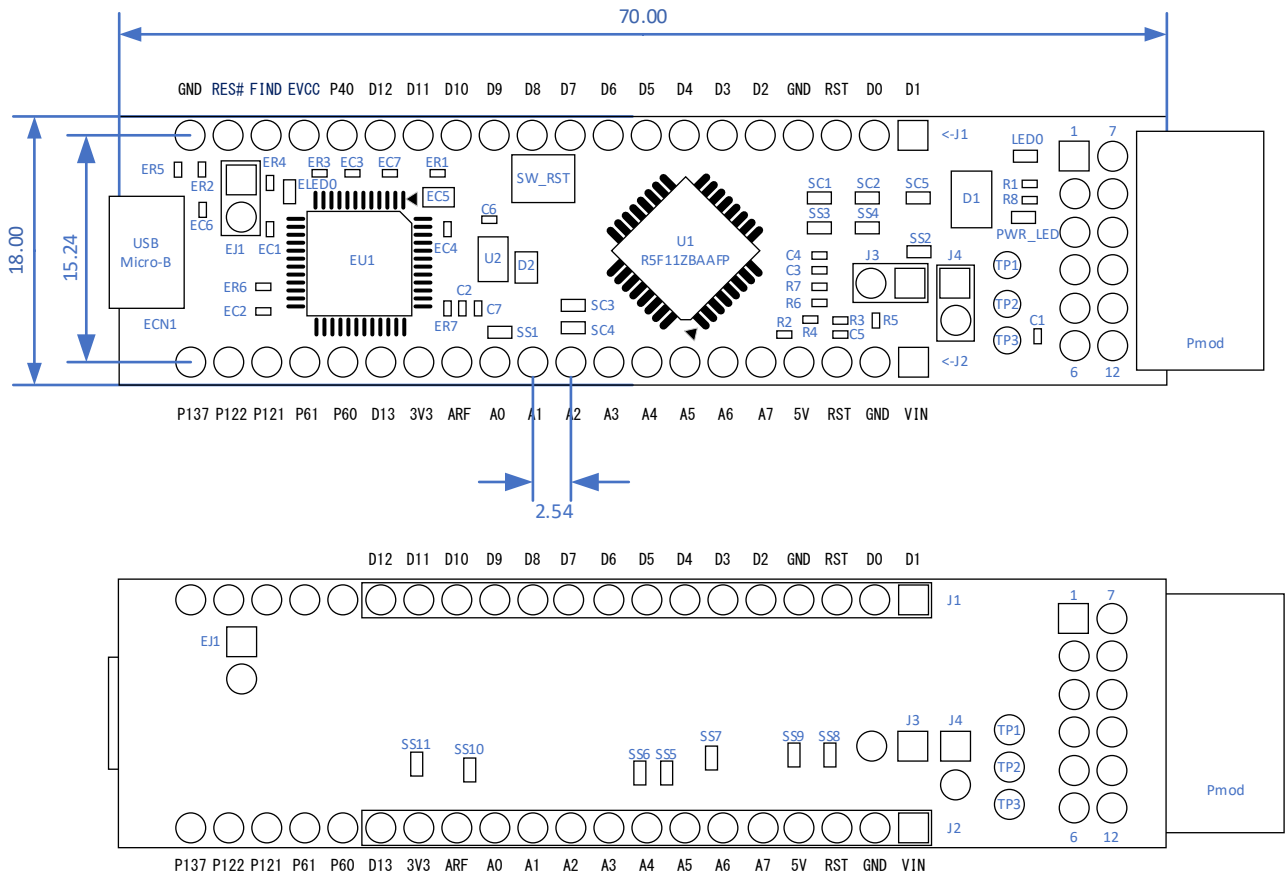 70.00
GND RES# FIND EVCC P40 D12 D11 D10 D9 D8 D7 D6 D5 D4 D3 D2 GND RST D0 D1
<-J1
1 7
LED0
ER5 ER2 ER4 ER3 EC3 EC7 ER1
SW_RST
ELED0
EC5
SC1 SC2 SC5
D1
R1
R8
EC6
EJ1
EC1
C6
EC4
SS3 SS4
PWR_LED
18.00
15.24
USB
Micro-B
EU1
U2
D2
U1
R5F11ZBAAFP
SS2
C4
C3
R7
R6
J3
J4
TP1
TP2
TP3
ER6
EC2
ECN1
C2
ER7
C7
SS1
SC3
SC4
R2
R4
R3
C5
R5
C1
<-J2
Pmod
6 12
P137 P122 P121 P61 P60 D13 3V3 ARF A0 A1 A2 A3 A4 A5 A6 A7 5V RST GND VIN
2.54
D12 D11 D10 D9 D8 D7 D6 D5 D4 D3 D2 GND RST D0 D1
J1
1 7
EJ1
SS11
SS10
SS6
SS5
SS7
SS9
SS8
J3
J4
TP1
TP2
TP3
Pmod
J2
6 12
P137 P122 P121 P61 P60 D13 3V3 ARF A0 A1 A2 A3 A4 A5 A6 A7 5V RST GND VIN